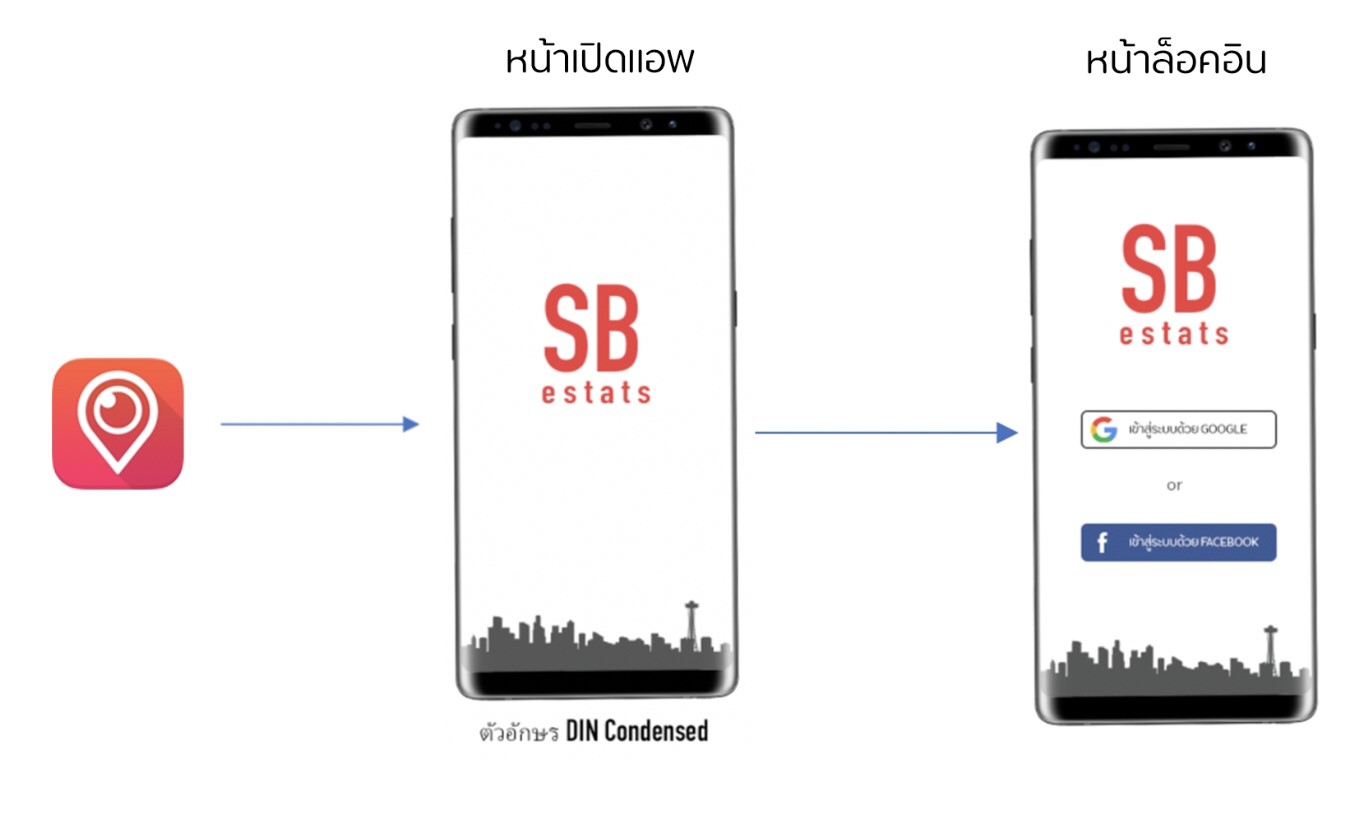 หน้าเปิดแอพ
SB
estats
ตัวอักษร DIN Condensed
หน้าล็อคอิน
SB
estats
เข้าสู่ระบบด้วย GOOGLE
or
f เข้าสู่ระบบด้วย FACEBOOK